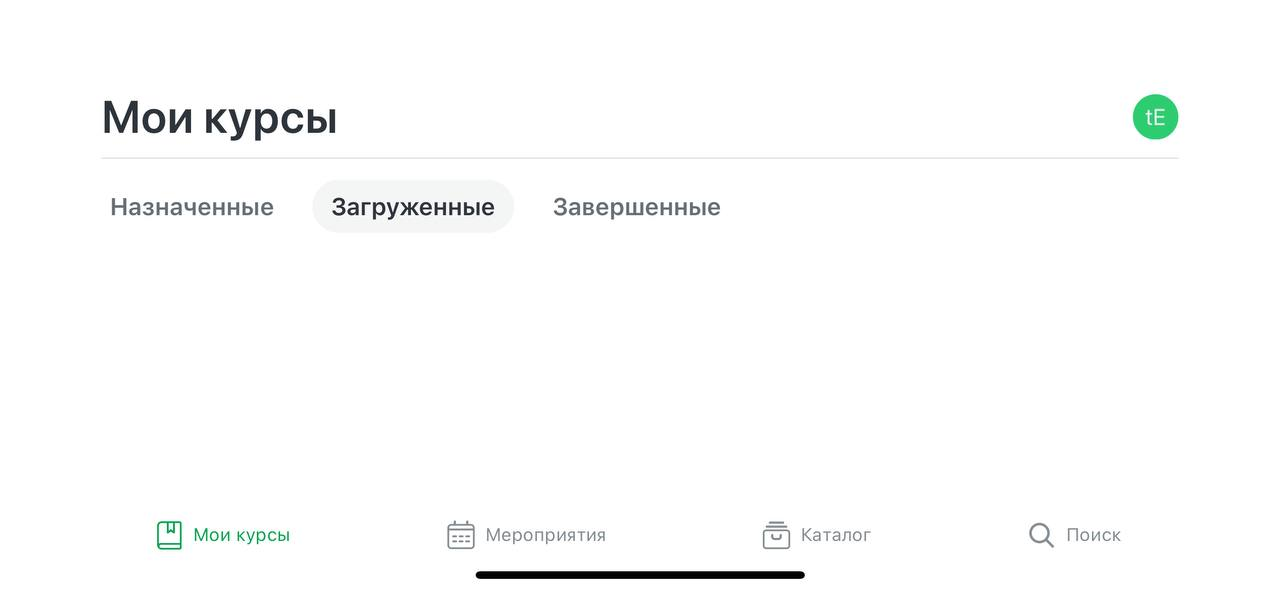 Мои курсы
tE
Назначенные Загруженные Завершенные
Мои курсы Мероприятия Каталог Поиск